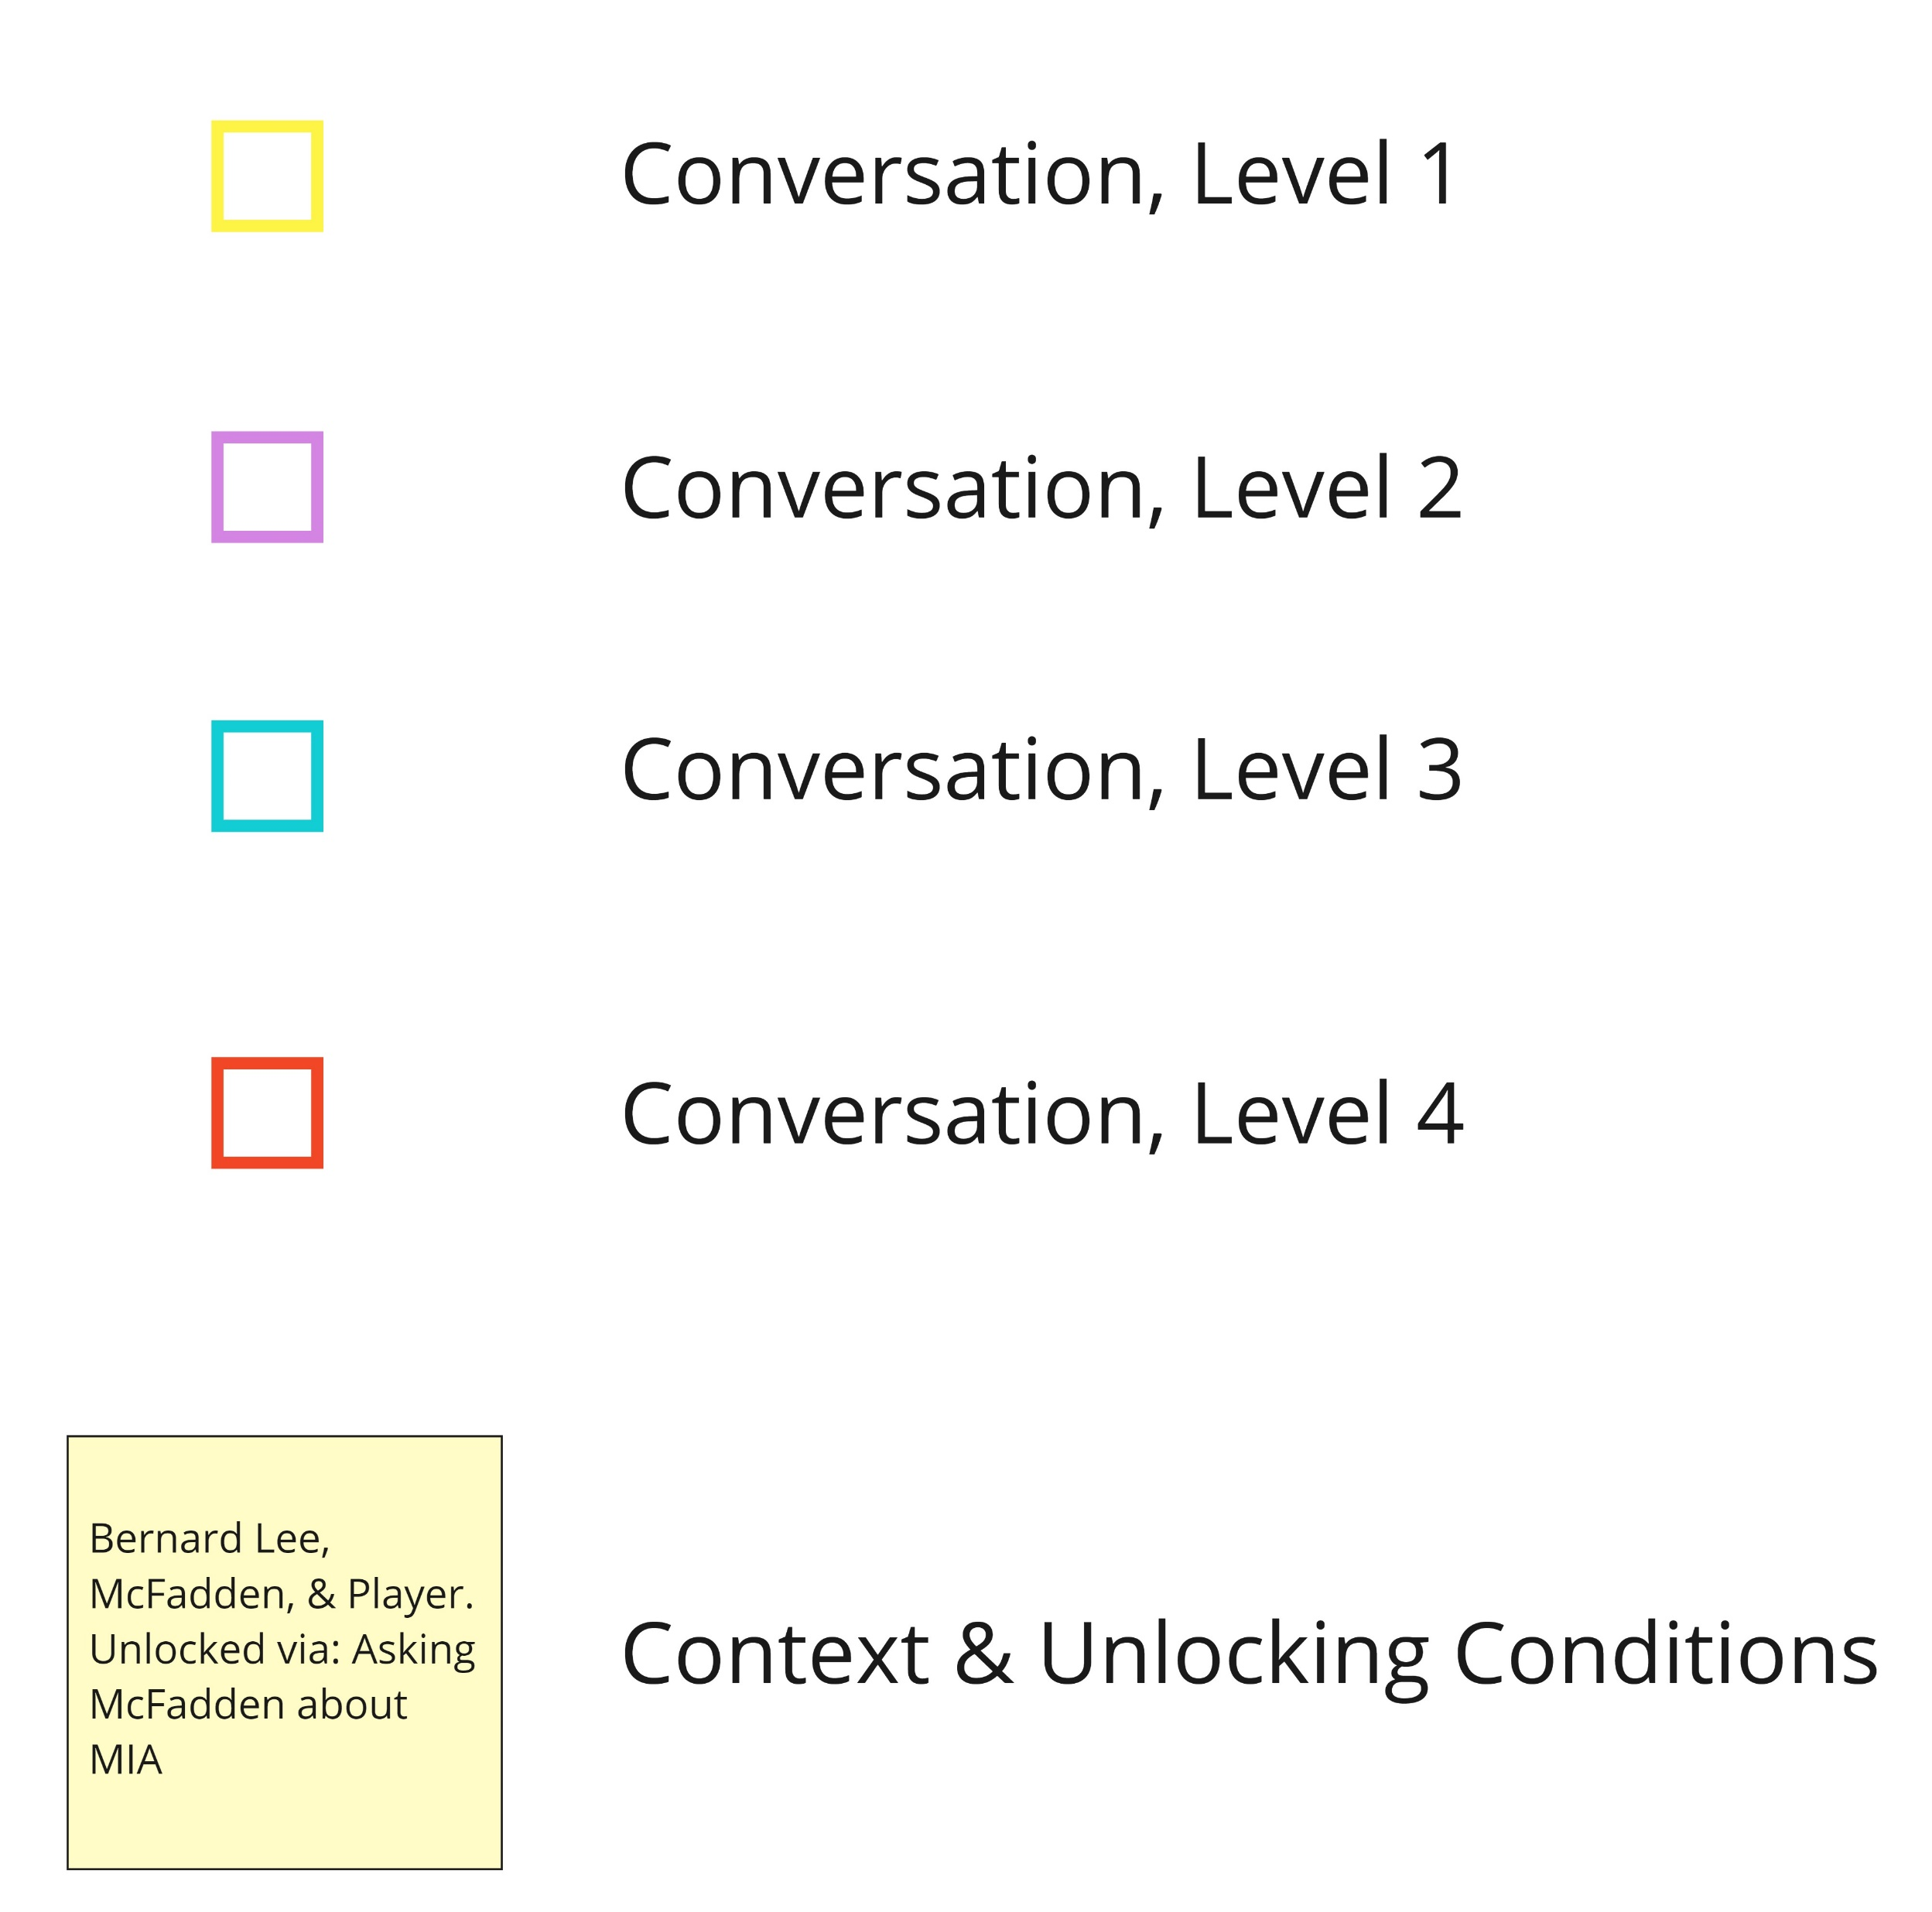 Conversation, Level 1
Conversation, Level 2
Conversation, Level 3
Conversation, Level 4
Bernard Lee,
McFadden, & Player.
Unlocked via: Asking
McFadden about
MIA
Context & Unlocking Conditions